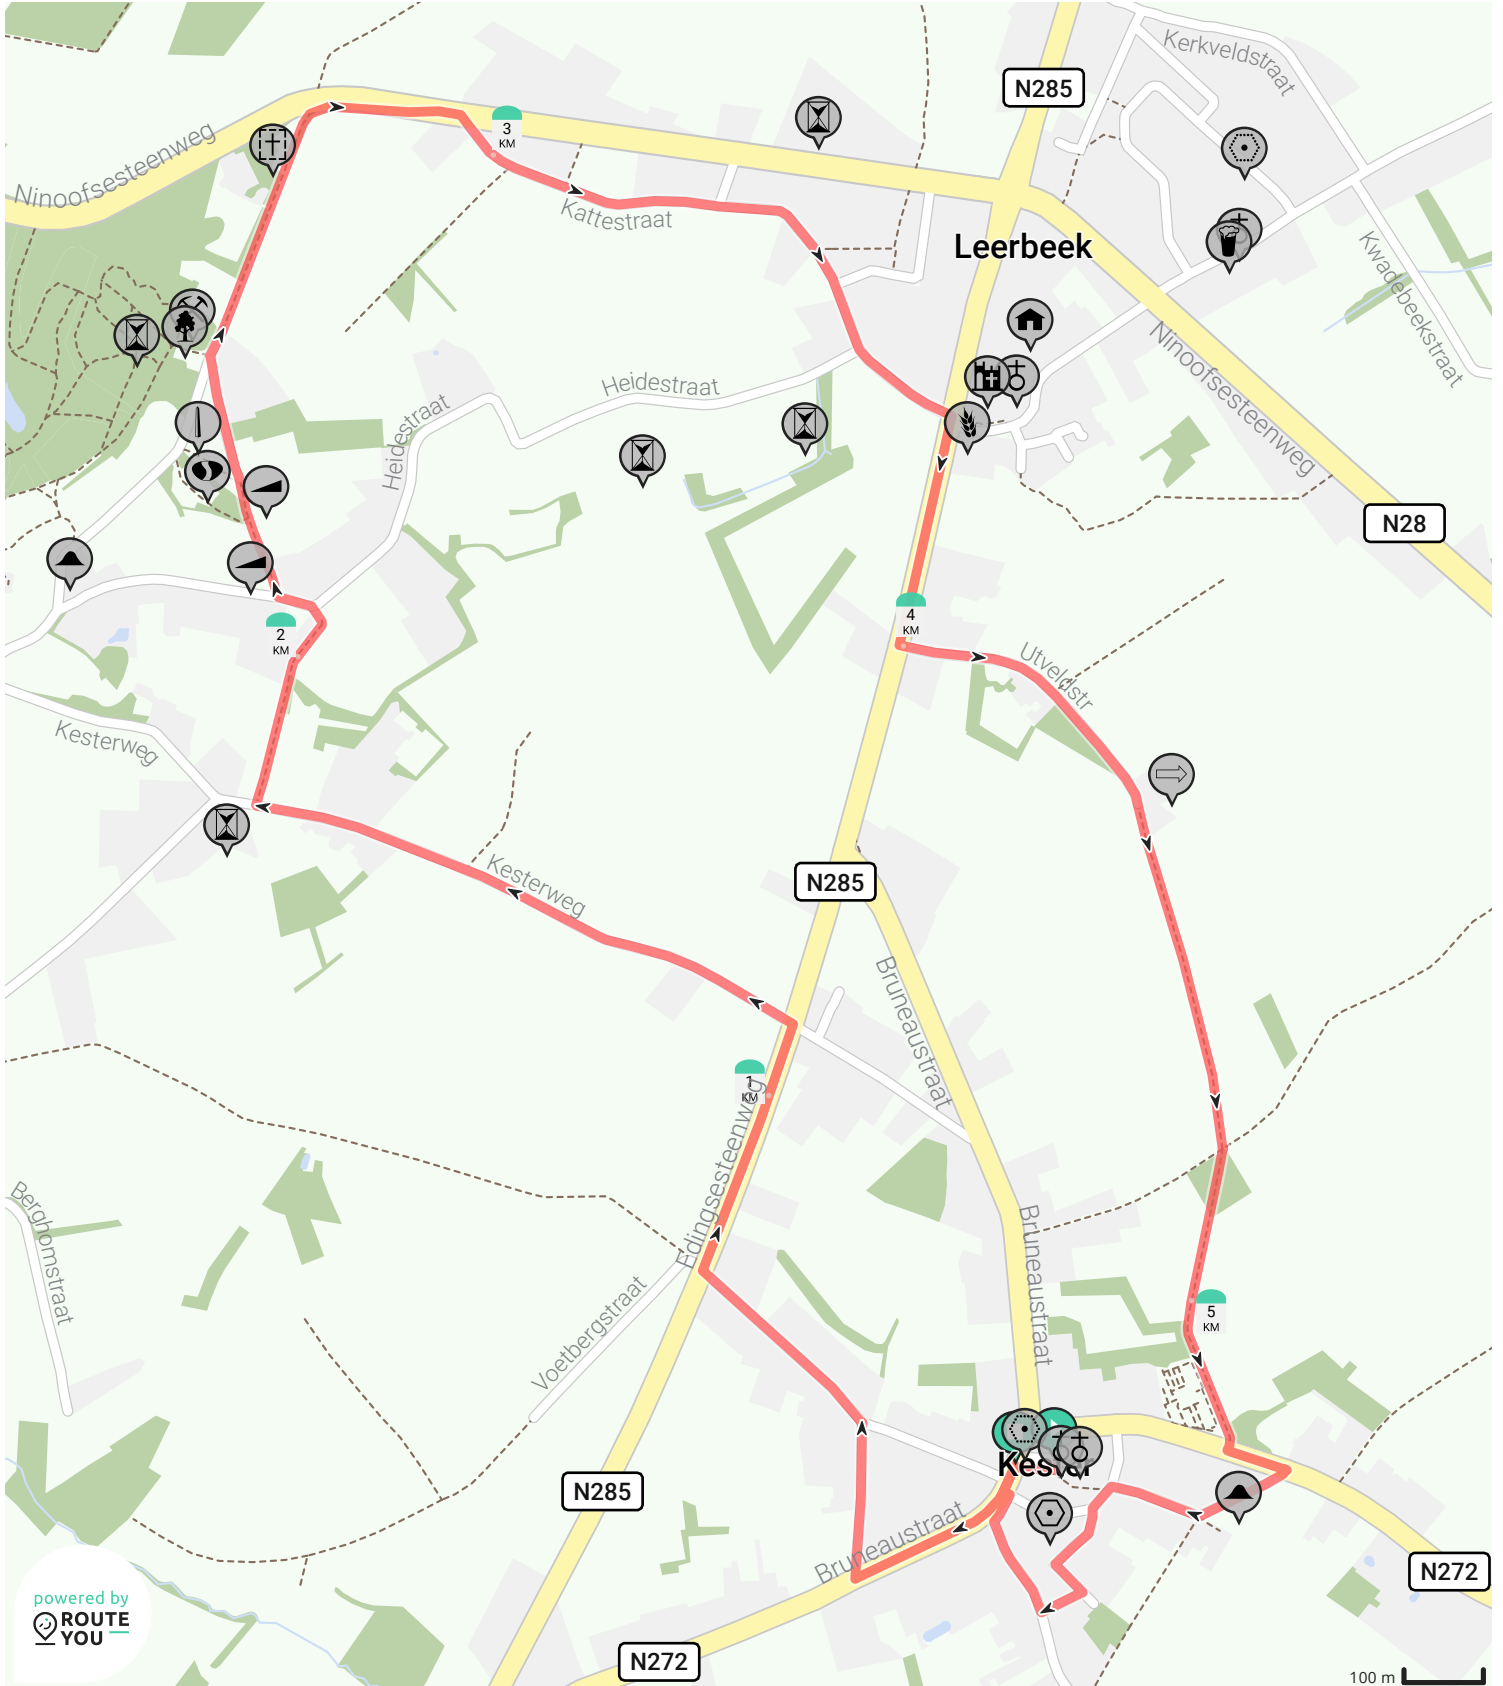 Kerkveldstraat
N285
3
KM
Ninoofsesteenweg
Kattestraat
Leerbeek
Kwadebeekstraat
Ninoofsesteenweg
Heidestraat
Heidestraat
N28
4
KM
2
KM
Utveldstr
Kesterweg
Kesterweg
N285
Bruneaustraat
1
KM
Edingsesteenweg
Berghomstraat
Bruneaustraat
Voetbergstraat
5
KM
Kester
N285
Bruneaustraat
N272
powered by
ROUTE
YOU
N272
100 m